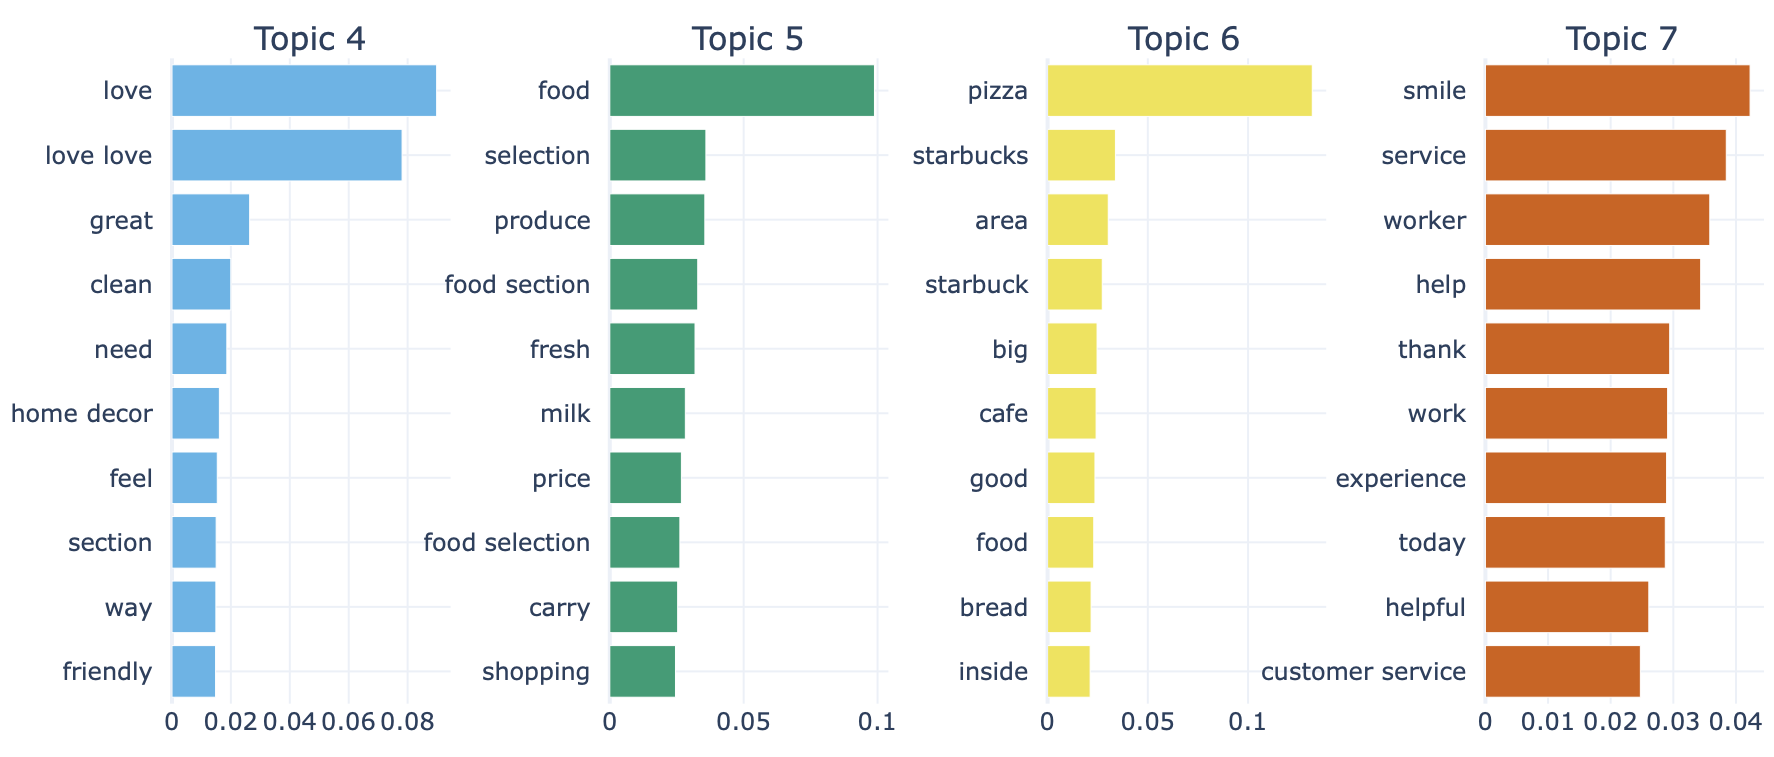 Topic 4
love
love love
great
clean
need
home decor
feel
section
way
friendly
0 0.02 0.04 0.06 0.08
Topic 5
food
selection
produce
food section
fresh
milk
price
food selection
carry
shopping
0 0.05 0.1
Topic 6
pizza
starbucks
area
starbuck
big
cafe
good
food
bread
inside
0 0.05 0.1
Topic 7
smile
service
worker
help
thank
work
experience
today
helpful
customer service
0 0.01 0.02 0.03 0.04